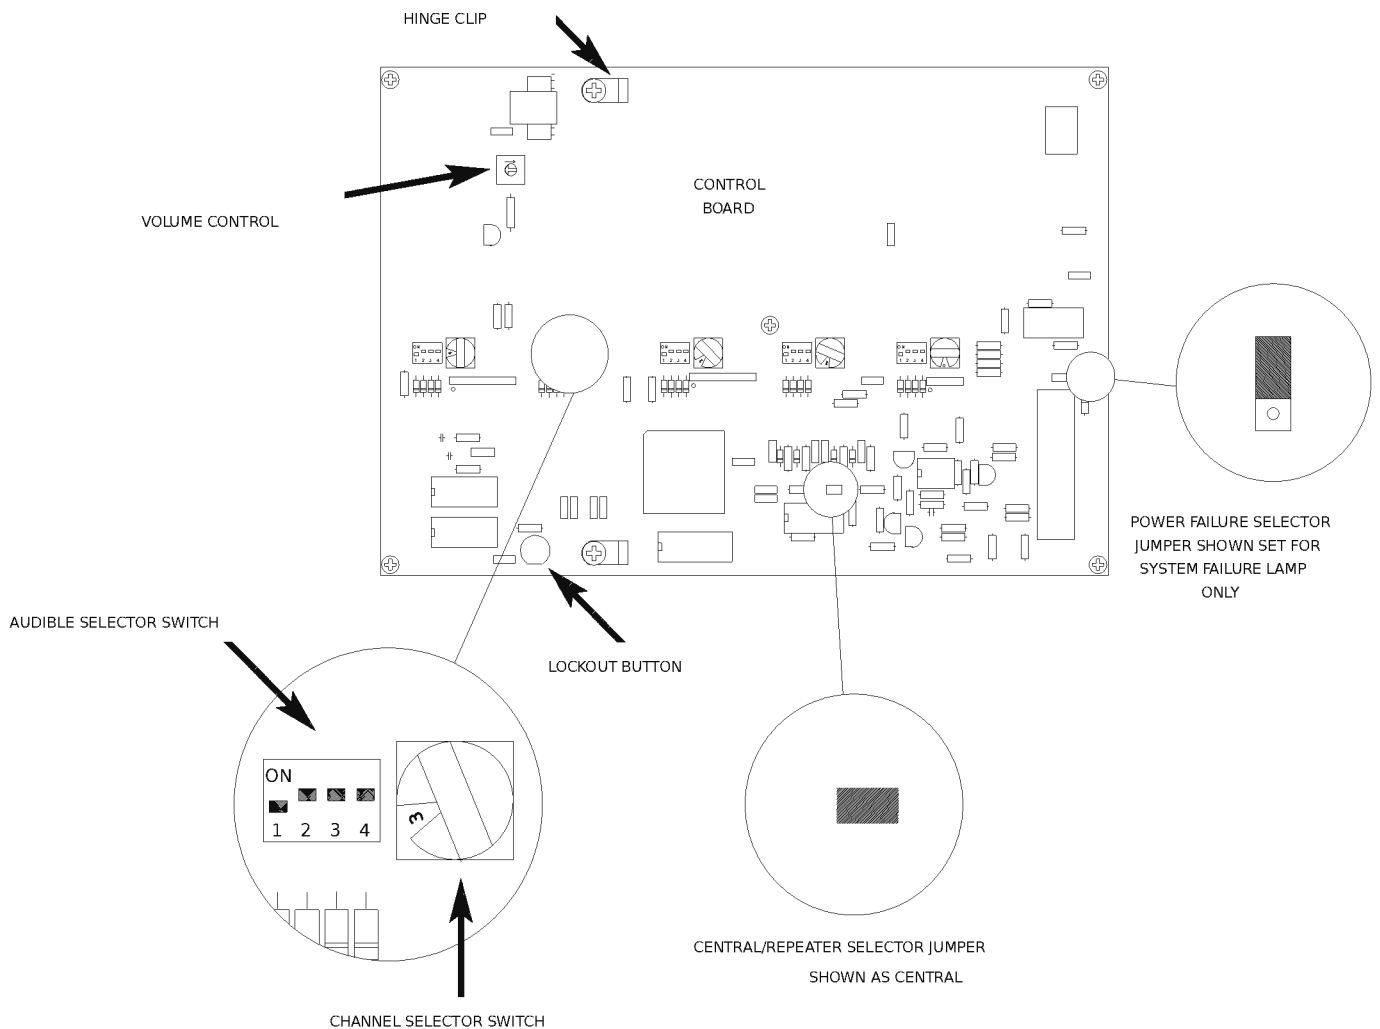 HINGE CLIP
CONTROL
BOARD
VOLUME CONTROL
POWER FAILURE SELECTOR
JUMPER SHOWN SET FOR
SYSTEM FAILURE LAMP
ONLY
AUDIBLE SELECTOR SWITCH
LOCKOUT BUTTON
ON
1 2 3 4
3
CENTRAL/REPEATER SELECTOR JUMPER
SHOWN AS CENTRAL
CHANNEL SELECTOR SWITCH